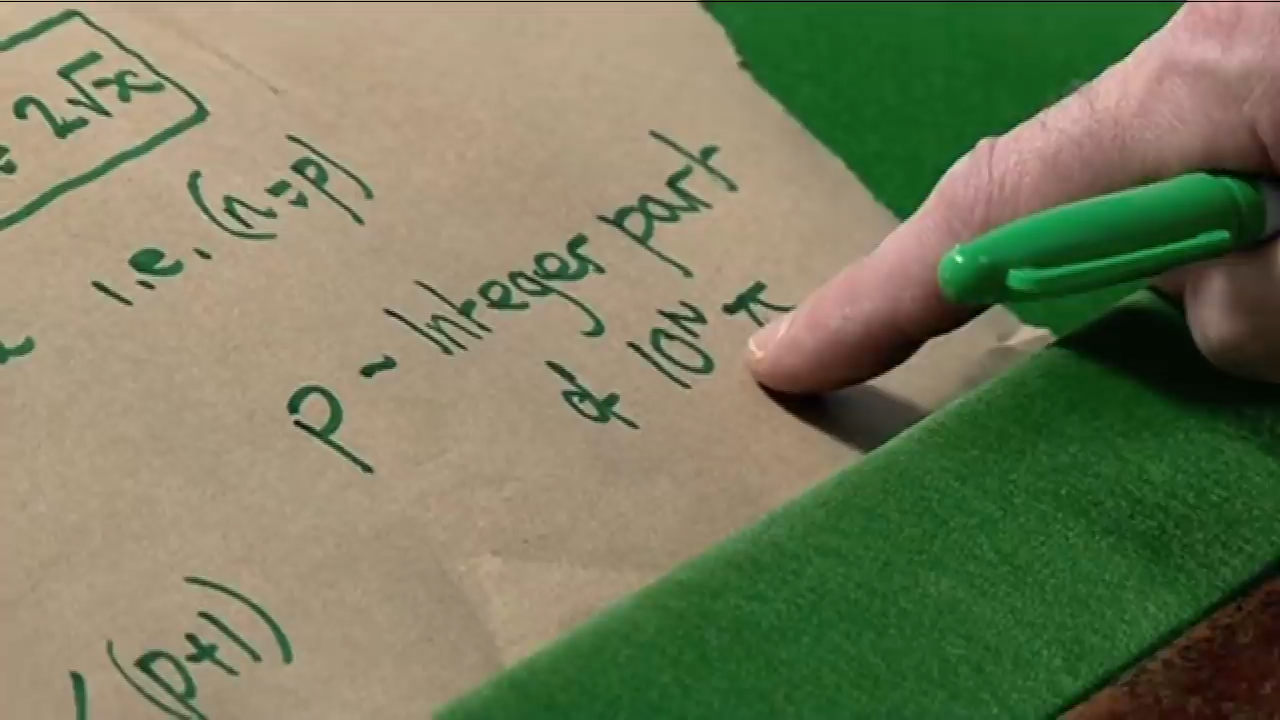 = 2√x
i.e. (n=p)
p ~ Integer part
of 10ᴺ π
(p+1)